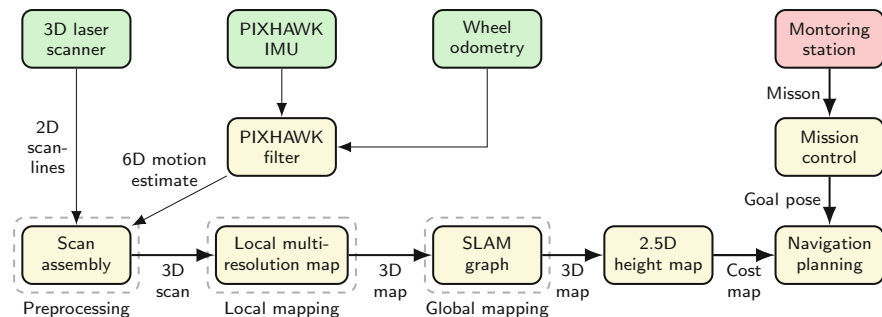 3D laser
scanner
PIXHAWK
IMU
Wheel
odometry
Montoring
station
2D
scan-
lines
6D motion
estimate
PIXHAWK
filter
Misson
Mission
control
Goal pose
Scan
assembly
3D
scan
Local multi-
resolution map
3D
map
SLAM
graph
3D
map
2.5D
height map
Cost
map
Navigation
planning
Preprocessing
Local mapping
Global mapping